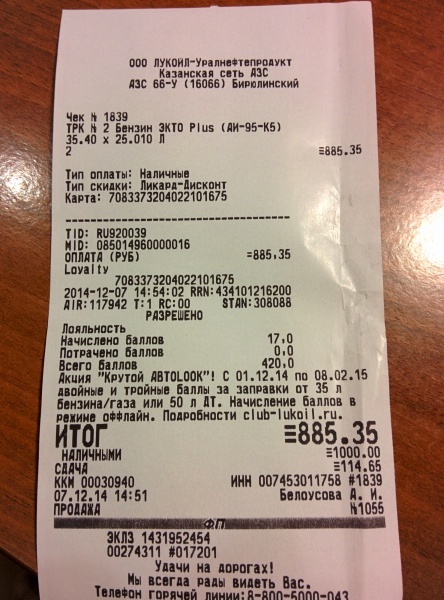 ООО ЛУКОЙЛ-Уралнефтепродукт
Казанская сеть АЗС
АЗС 66-У (16066) Бирюлинский
Чек № 1839
ТРК № 2 Бензин ЭКТО Plus (АИ-95-К5)
35.40 x 25.010 Л
2 =885.35
Тип оплаты: Наличные
Тип скидки: Ликард-Дисконт
Карта: 7083373204022101675
TID: RU920039
MID: 085014960000016
ОПЛАТА (РУБ) =885,35
Loyalty
7083373204022101675
2014-12-07 14:54:02 RRN:434101216200
AIR:117942 T:1 RC:00 STAN:308088
РАЗРЕШЕНО
Лояльность
Начислено баллов 17,0
Потрачено баллов 0,0
Всего баллов 420,0
Акция "Крутой АВТОLOOK"! С 01.12.14 по 08.02.15
двойные и тройные баллы за заправки от 35 л
бензина/газа или 50 л ДТ. Начисление баллов в
режиме оффлайн. Подробности club-lukoil.ru.
ИТОГ =885.35
НАЛИЧНЫМИ =1000.00
СДАЧА =114.65
ККМ 00030940 ИНН 007453011758 #1839
07.12.14 14:51 Белоусова А. И.
ПРОДАЖА №1055
ФП
ЭКЛЗ 1431952454
00274311 #017201
Удачи на дорогах!
Мы всегда рады видеть Вас.
Телефон горячей линии:8-800-5000-043